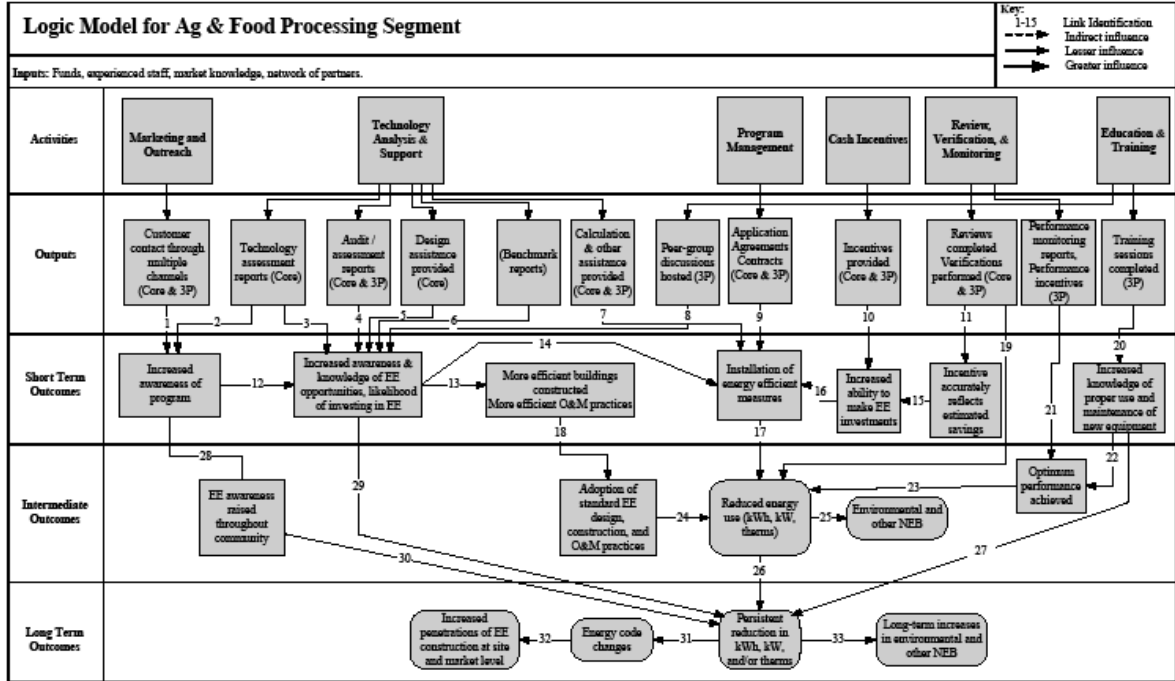 Logic Model for Ag & Food Processing Segment
Key:
1-15 Link Identification
Indirect influence
Lesser influence
Greater influence
Inputs: Funds, experienced staff, market knowledge, network of partners.
Activities
Marketing and
Outreach
Technology
Analysis &
Support
Program
Management
Cash Incentives
Review,
Verification, &
Monitoring
Education &
Training
Outputs
Customer
contact through
multiple
channels
(Core & 3P)
Technology
assessment
reports (Core)
Audit /
assessment
reports
(Core & 3P)
Design
assistance
provided
(Core)
(Benchmark
reports)
Calculation
& other
assistance
provided
(Core & 3P)
Peer-group
discussions
hosted (3P)
Application
Agreements
Contracts
(Core & 3P)
Incentives
provided
(Core & 3P)
Reviews
completed
Verifications
performed (Core
& 3P)
Performance
monitoring
reports,
Performance
incentives
(3P)
Training
sessions
completed
(3P)
1
2
3
4
5
6
7
8
9
10
11
19
20
Short Term
Outcomes
Increased
awareness of
program
12
Increased awareness &
knowledge of EE
opportunities, likelihood
of investing in EE
13
14
More efficient buildings
constructed
More efficient O&M practices
Installation of
energy efficient
measures
16
Increased
ability to
make EE
investments
15
Incentive
accurately
reflects
estimated
savings
21
Increased
knowledge of
proper use and
maintenance of
new equipment
17
18
22
28
29
Intermediate
Outcomes
EE awareness
raised
throughout
community
Adoption of
standard EE
design,
construction, and
O&M practices
24
Reduced energy
use (kWh, kW,
therms)
25
Environmental and
other NEB
23
Optimum
performance
achieved
27
30
26
Long Term
Outcomes
Increased
penetrations of EE
construction at site
and market level
32
Energy code
changes
31
Persistent
reduction in
kWh, kW,
and/or therms
33
Long-term increases
in environmental and
other NEB